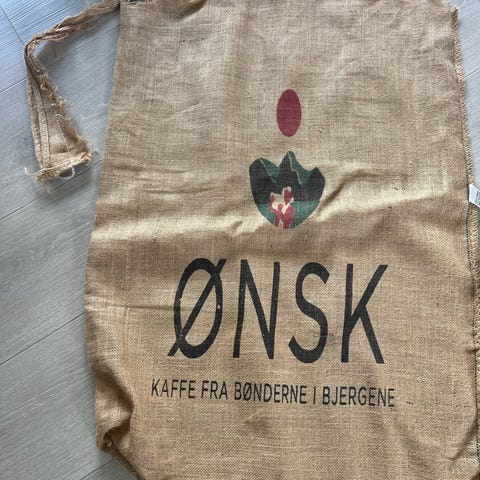 ØNSK
KAFFE FRA BØNDERNE I BJERGENE